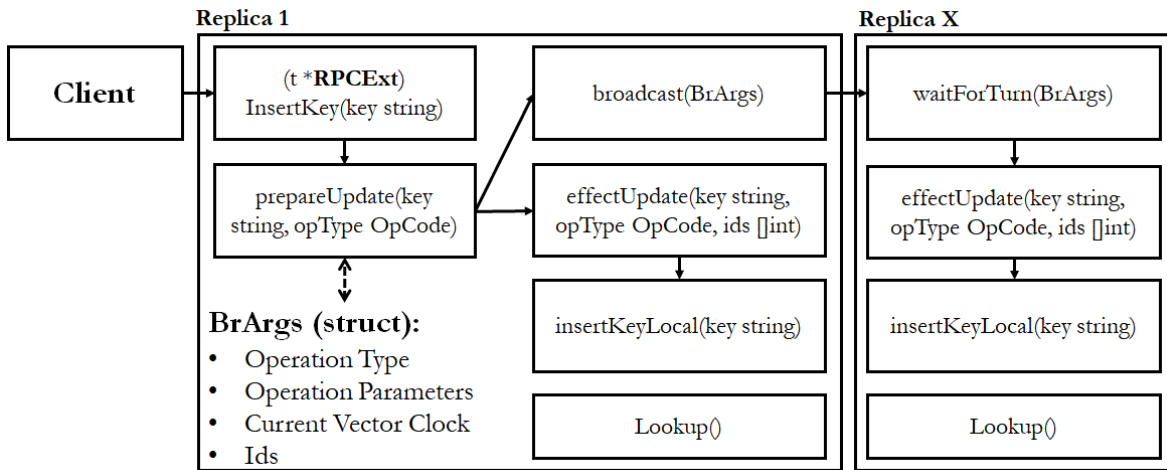 Replica 1
Replica X
Client
(t *RPCExt)
InsertKey(key string)
broadcast(BrArgs)
waitForTurn(BrArgs)
prepareUpdate(key
string, opType OpCode)
effectUpdate(key string,
opType OpCode, ids []int)
effectUpdate(key string,
opType OpCode, ids []int)
BrArgs (struct):
• Operation Type
• Operation Parameters
• Current Vector Clock
• Ids
insertKeyLocal(key string)
insertKeyLocal(key string)
Lookup()
Lookup()